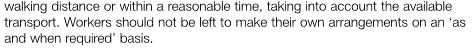 walking distance or within a reasonable time, taking into account the available
transport. Workers should not be left to make their own arrangements on an ‘as
and when required’ basis.